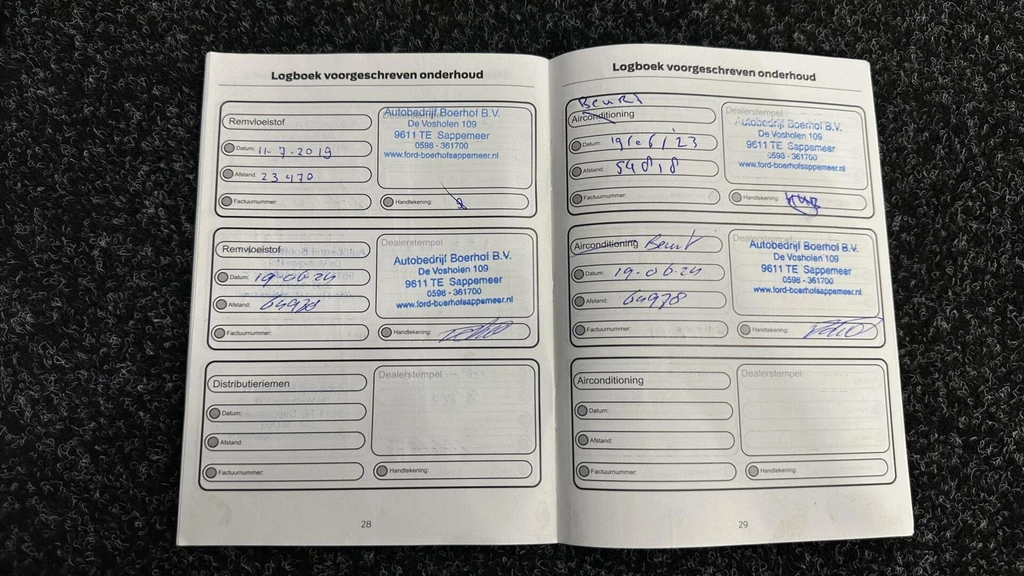 Logboek voorgeschreven onderhoud
Remvloeistof
Datum: 11-7-2019
Afstand: 23470
Factuurnummer:
Autobedrijf Boerhof B.V.
De Vosholen 109
9611 TE Sappemeer
0598 - 361700
www.ford-boerhofsappemeer.nl
Handtekening:
Remvloeistof
Datum: 19-06-24
Afstand: 64978
Factuurnummer:
Dealerstempel
Autobedrijf Boerhof B.V.
De Vosholen 109
9611 TE Sappemeer
0598 - 361700
www.ford-boerhofsappemeer.nl
Handtekening:
Distributieriemen
Datum:
Afstand:
Factuurnummer:
Dealerstempel
Handtekening:
28
Logboek voorgeschreven onderhoud
Beurt
Airconditioning
Datum:
Afstand: 54818
Factuurnummer:
Dealerstempel
Autobedrijf Boerhof B.V.
De Vosholen 109
9611 TE Sappemeer
0598 - 361700
www.ford-boerhofsappemeer.nl
Handtekening:
Airconditioning Beurt
Datum: 19-06-24
Afstand: 64978
Factuurnummer:
Dealerstempel
Autobedrijf Boerhof B.V.
De Vosholen 109
9611 TE Sappemeer
0598 - 361700
www.ford-boerhofsappemeer.nl
Handtekening:
Airconditioning
Datum:
Afstand:
Factuurnummer:
Dealerstempel
Handtekening:
29